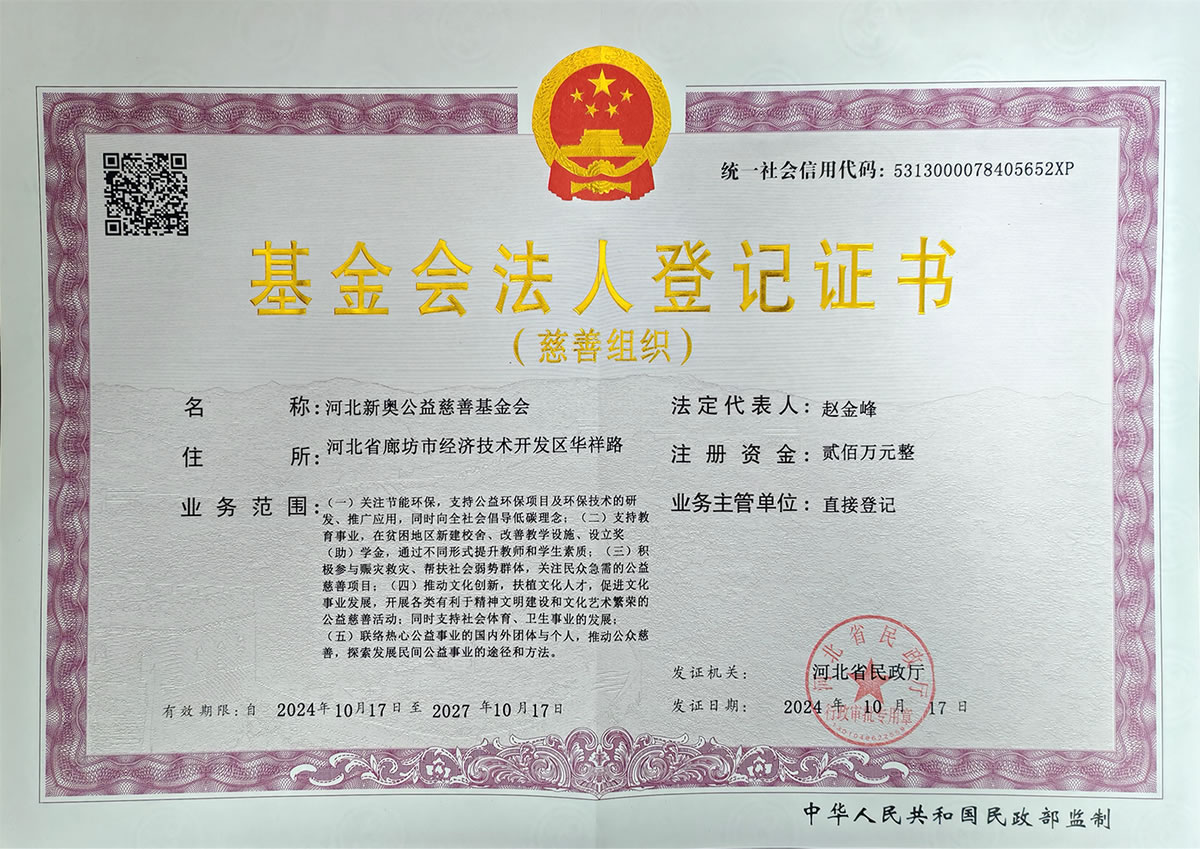 统一社会信用代码：5313000078405652XP
基金会法人登记证书
（慈善组织）
名称：河北新奥公益慈善基金会
住所：河北省廊坊市经济技术开发区华祥路
业务范围：（一）关注节能环保，支持公益环保项目及环保技术的研
发、推广应用，同时向全社会倡导低碳理念；（二）支持教
育事业，在贫困地区新建校舍、改善教学设施、设立奖
（助）学金，通过不同形式提升教师和学生素质；（三）积
极参与赈灾救灾、帮扶社会弱势群体，关注民众急需的公益
慈善项目；（四）推动文化创新，扶植文化人才，促进文化
事业发展，开展各类有利于精神文明建设和文化艺术繁荣的
公益慈善活动；同时支持社会体育、卫生事业的发展；
（五）联络热心公益事业的国内外团体与个人，推动公众慈
善，探索发展民间公益事业的途径和方法。
有效期限：自 2024年10月17日至 2027 年10月17日
法定代表人：赵金峰
注册资金：贰佰万元整
业务主管单位：直接登记
发证机关：河北省民政厅
发证日期：2024 年 10 月 17 日
河北省民政厅
行政审批专用章
中华人民共和国民政部监制